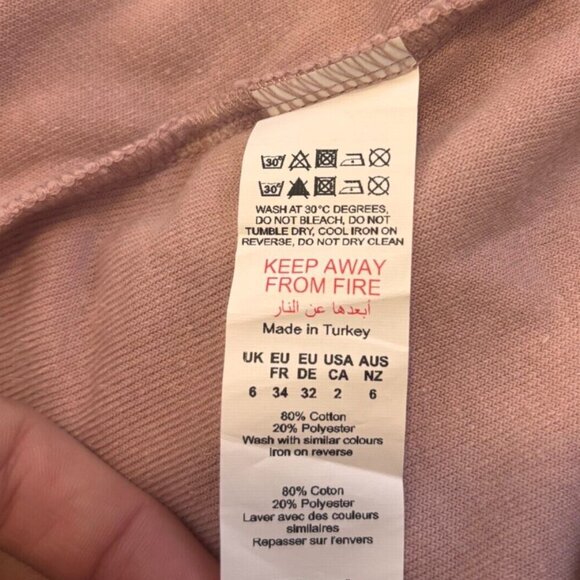 30°
30°
WASH AT 30°C DEGREES,
DO NOT BLEACH, DO NOT
TUMBLE DRY, COOL IRON ON
REVERSE, DO NOT DRY CLEAN
KEEP AWAY
FROM FIRE
أبعدها عن النار
Made in Turkey
UK EU EU USA AUS
FR DE CA NZ
6 34 32 2 6
80% Cotton
20% Polyester
Wash with similar colours
Iron on reverse
80% Coton
20% Polyester
Laver avec des couleurs
similaires
Repasser sur l'envers